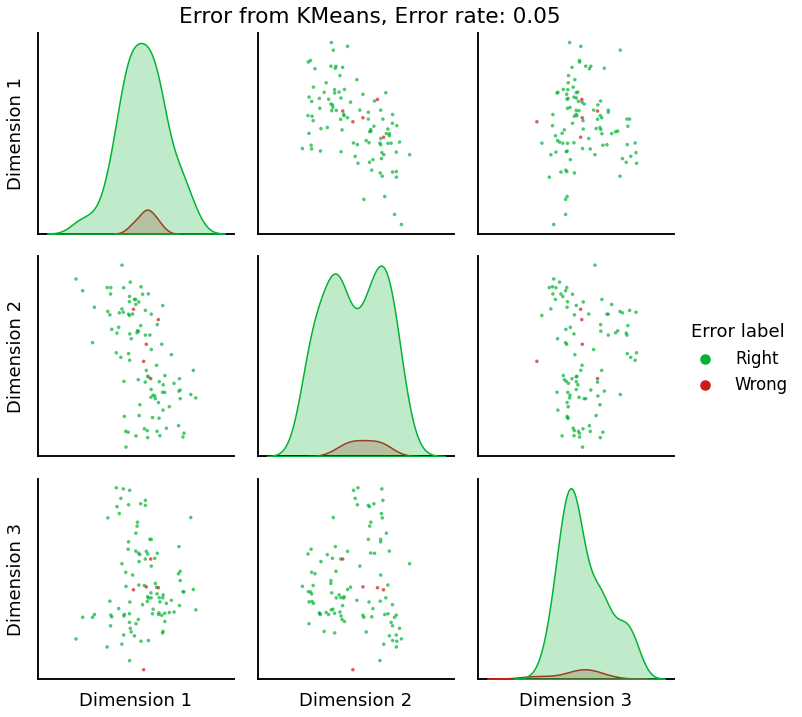 Error from KMeans, Error rate: 0.05
Dimension 1
Dimension 2
Error label
Right
Wrong
Dimension 3
Dimension 1
Dimension 2
Dimension 3